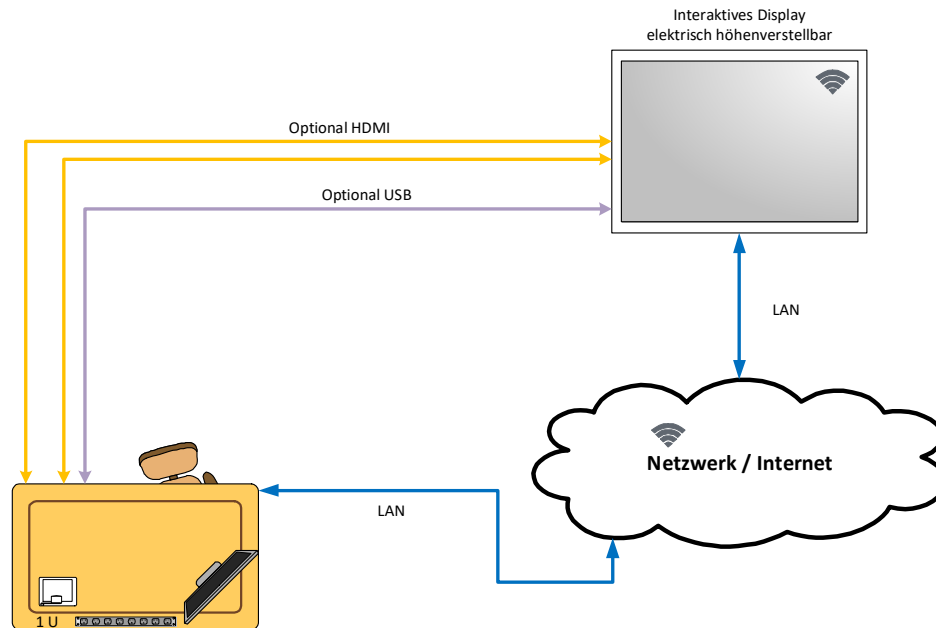 Interaktives Display
elektrisch höhenverstellbar
Optional HDMI
Optional USB
LAN
Netzwerk / Internet
LAN
1 U